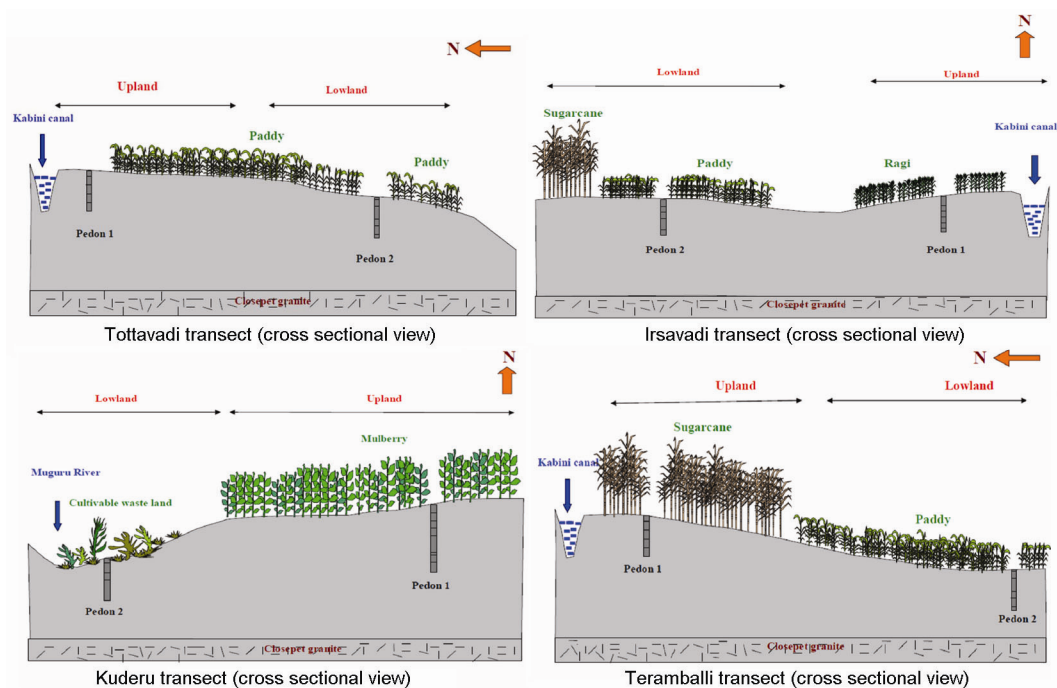 N
Upland
Lowland
Kabini canal
Paddy
Paddy
Pedon 1
Pedon 2
Closepet granite
Tottavadi transect (cross sectional view)
N
Lowland
Upland
Sugarcane
Kabini canal
Paddy
Ragi
Pedon 2
Pedon 1
Closepet granite
Irsavadi transect (cross sectional view)
N
Lowland
Upland
Mulberry
Muguru River
Cultivable waste land
Pedon 1
Pedon 2
Closepet granite
Kuderu transect (cross sectional view)
N
Upland
Lowland
Sugarcane
Kabini canal
Paddy
Pedon 1
Pedon 2
Closepet granite
Teramballi transect (cross sectional view)